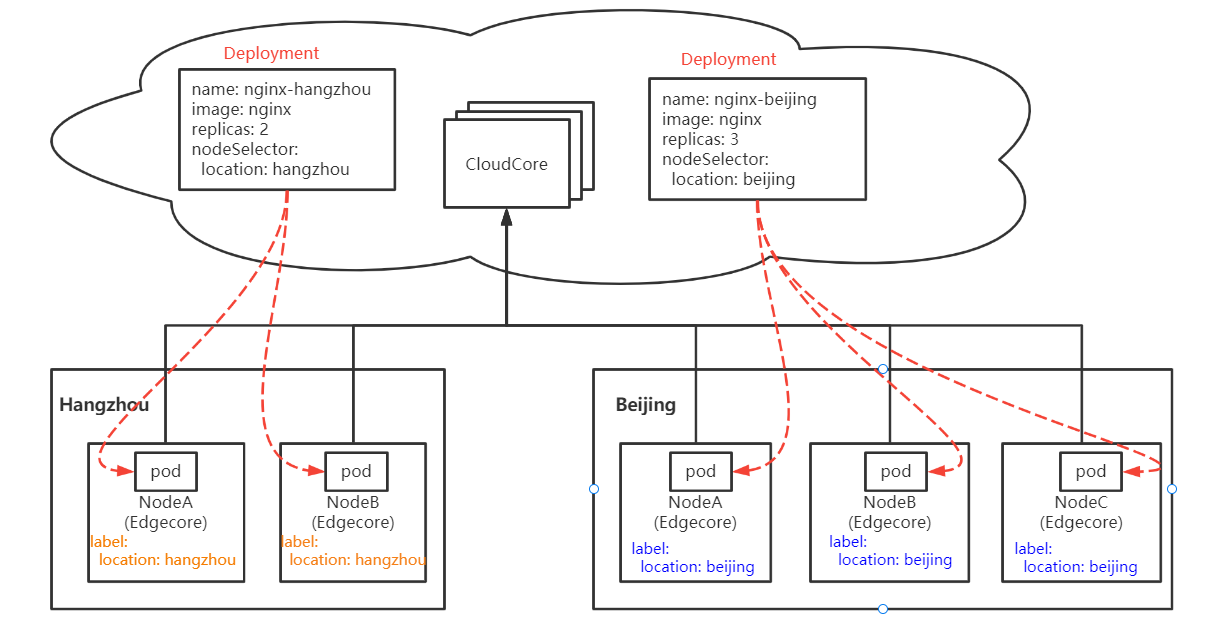 Deployment
name: nginx-hangzhou
image: nginx
replicas: 2
nodeSelector:
location: hangzhou
CloudCore
Deployment
name: nginx-beijing
image: nginx
replicas: 3
nodeSelector:
location: beijing
Hangzhou
pod
NodeA
(Edgecore)
label:
location: hangzhou
pod
NodeB
(Edgecore)
label:
location: hangzhou
Beijing
pod
NodeA
(Edgecore)
label:
location: beijing
pod
NodeB
(Edgecore)
label:
location: beijing
pod
NodeC
(Edgecore)
label:
location: beijing